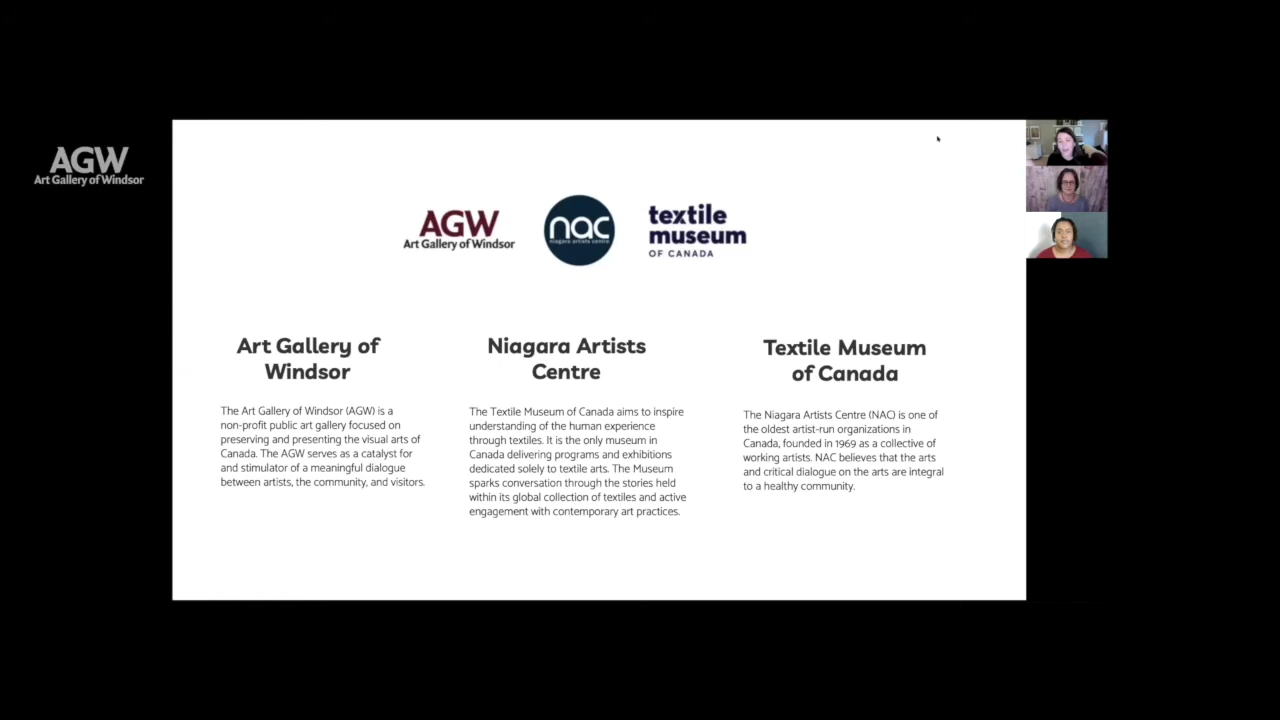 AGW
Art Gallery of Windsor
AGW
Art Gallery of Windsor
nac
niagara artists centre
textile
museum
OF CANADA
Art Gallery of
Windsor
The Art Gallery of Windsor (AGW) is a
non-profit public art gallery focused on
preserving and presenting the visual arts of
Canada. The AGW serves as a catalyst for
and stimulator of a meaningful dialogue
between artists, the community, and visitors.
Niagara Artists
Centre
The Textile Museum of Canada aims to inspire
understanding of the human experience
through textiles. It is the only museum in
Canada delivering programs and exhibitions
dedicated solely to textile arts. The Museum
sparks conversation through the stories held
within its global collection of textiles and active
engagement with contemporary art practices.
Textile Museum
of Canada
The Niagara Artists Centre (NAC) is one of
the oldest artist-run organizations in
Canada, founded in 1969 as a collective of
working artists. NAC believes that the arts
and critical dialogue on the arts are integral
to a healthy community.